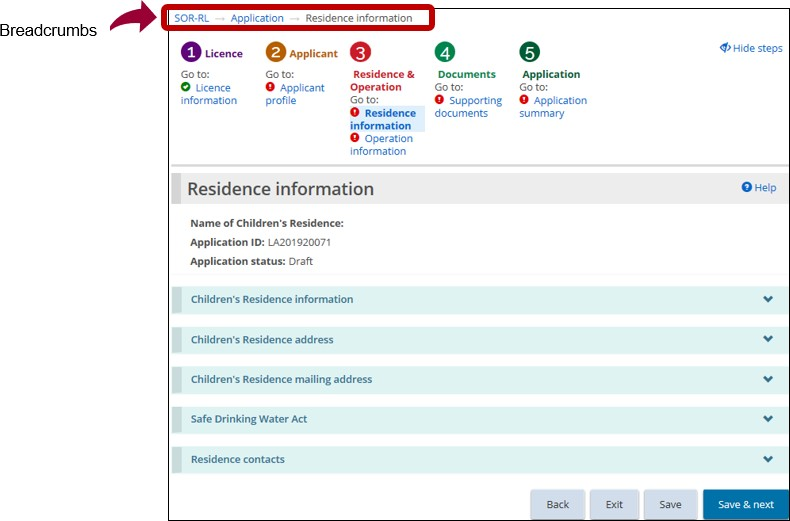 Breadcrumbs
SOR-RL → Application → Residence information
1 Licence
Go to:
Licence
information
2 Applicant
Go to:
Applicant
profile
3
Residence &
Operation
Go to:
Residence
information
Operation
information
4
Documents
Go to:
Supporting
documents
5
Application
Go to:
Application
summary
Hide steps
Residence information
Help
Name of Children's Residence:
Application ID: LA201920071
Application status: Draft
Children's Residence information
Children's Residence address
Children's Residence mailing address
Safe Drinking Water Act
Residence contacts
Back Exit Save Save & next